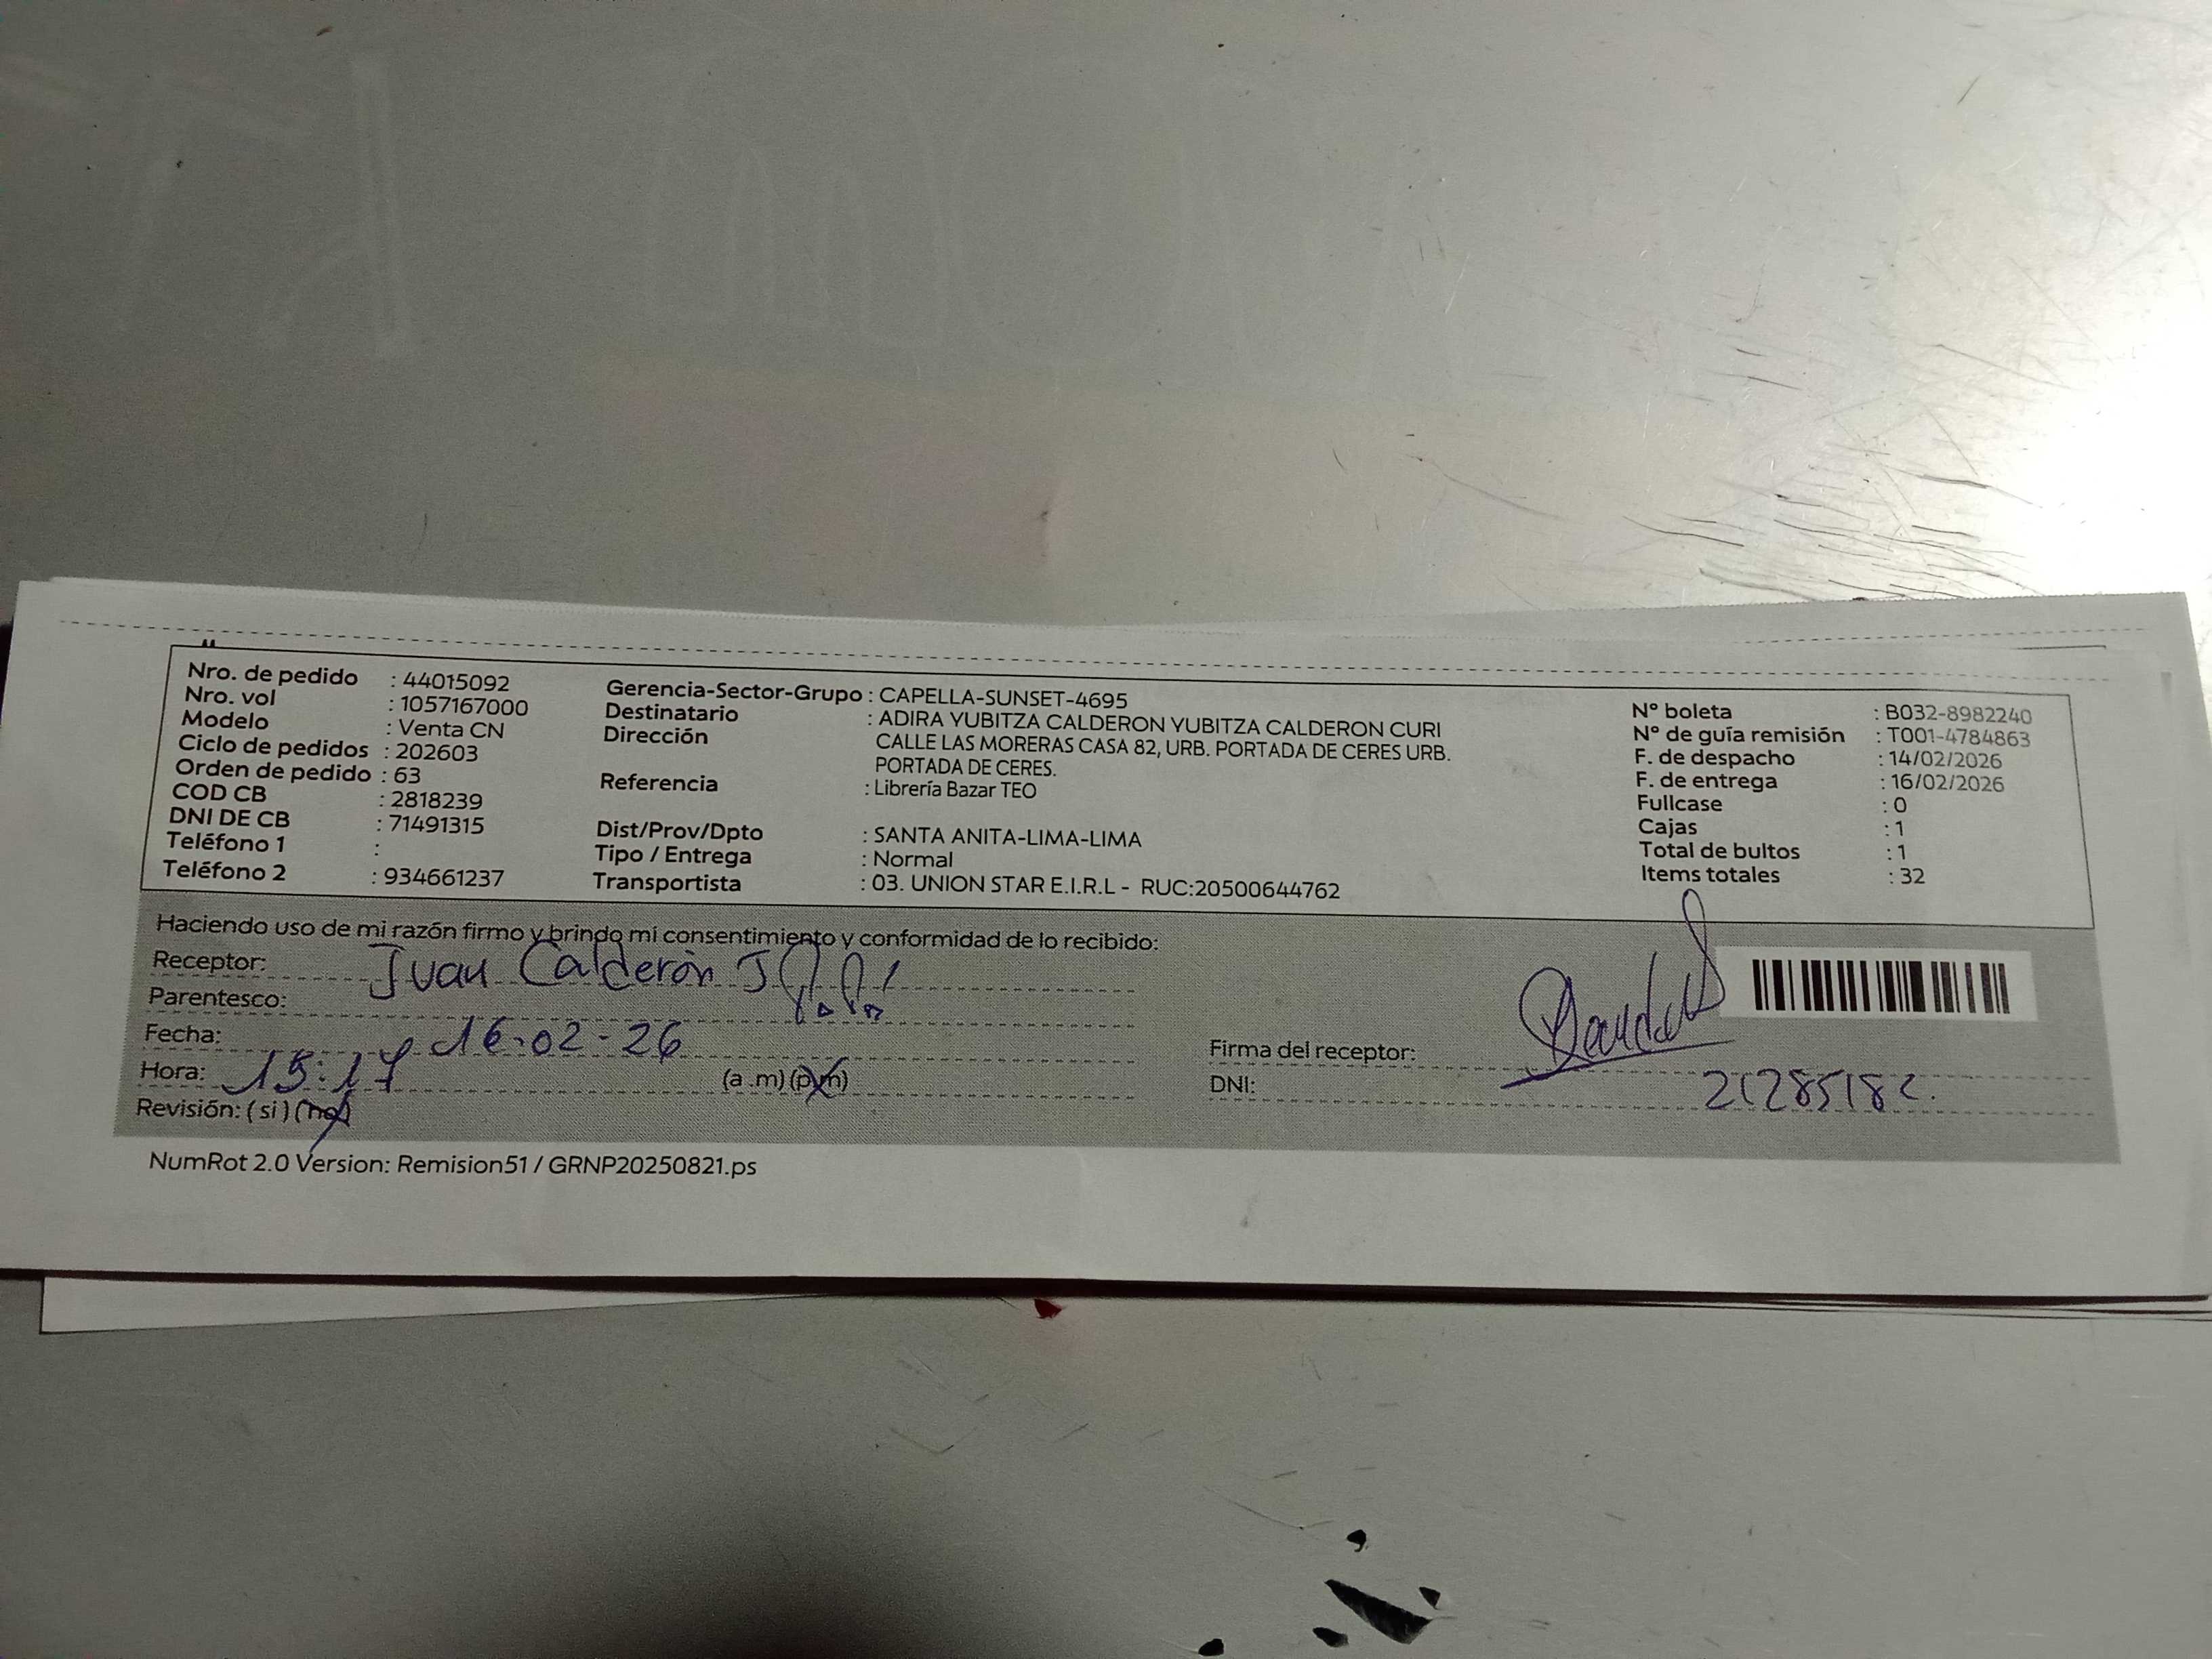 Nro. de pedido : 44015092
Nro. vol : 1057167000
Modelo : Venta CN
Ciclo de pedidos : 202603
Orden de pedido : 63
COD CB : 2818239
DNI DE CB : 71491315
Teléfono 1 :
Teléfono 2 : 934661237
Gerencia-Sector-Grupo : CAPELLA-SUNSET-4695
Destinatario : ADIRA YUBITZA CALDERON YUBITZA CALDERON CURI
Dirección CALLE LAS MORERAS CASA 82, URB. PORTADA DE CERES URB.
PORTADA DE CERES.
Referencia : Librería Bazar TEO
Dist/Prov/Dpto : SANTA ANITA-LIMA-LIMA
Tipo / Entrega : Normal
Transportista : 03. UNION STAR E.I.R.L - RUC:20500644762
N° boleta : B032-8982240
N° de guía remisión : T001-4784863
F. de despacho : 14/02/2026
F. de entrega : 16/02/2026
Fullcase : 0
Cajas : 1
Total de bultos : 1
Items totales : 32
Haciendo uso de mi razón firmo y brindo mi consentimiento y conformidad de lo recibido:
Receptor: Juan Calderón J
Parentesco: Papá
Fecha: 16-02-26
Hora: 15:17 (a .m) (p.m)
Revisión: ( si ) ( no )
Firma del receptor:
DNI: 21285182.
NumRot 2.0 Version: Remision51 / GRNP20250821.ps